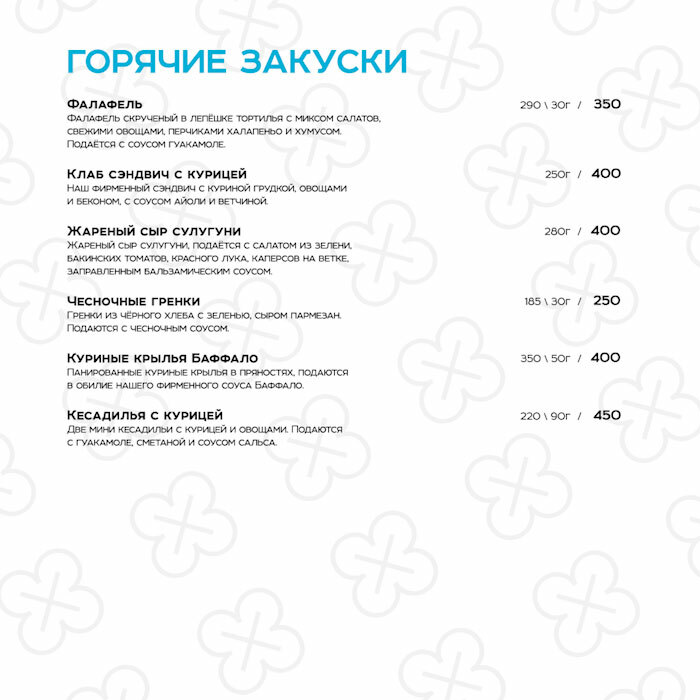 ГОРЯЧИЕ ЗАКУСКИ
Фалафель 290 \ 30г / 350
Фалафель скрученый в лепёшке тортилья с миксом салатов,
свежими овощами, перчиками халапеньо и хумусом.
Подаётся с соусом гуакамоле.
Клаб сэндвич с курицей 250г / 400
Наш фирменный сэндвич с куриной грудкой, овощами
и беконом, с соусом айоли и ветчиной.
Жареный сыр сулугуни 280г / 400
Жареный сыр сулугуни, подаётся с салатом из зелени,
бакинских томатов, красного лука, каперсов на ветке,
заправленным бальзамическим соусом.
Чесночные гренки 185 \ 30г / 250
Гренки из чёрного хлеба с зеленью, сыром пармезан.
Подаются с чесночным соусом.
Куриные крылья Баффало 350 \ 50г / 400
Панированные куриные крылья в пряностях, подаются
в обилие нашего фирменного соуса Баффало.
Кесадилья с курицей 220 \ 90г / 450
Две мини кесадильи с курицей и овощами. Подаются
с гуакамоле, сметаной и соусом сальса.